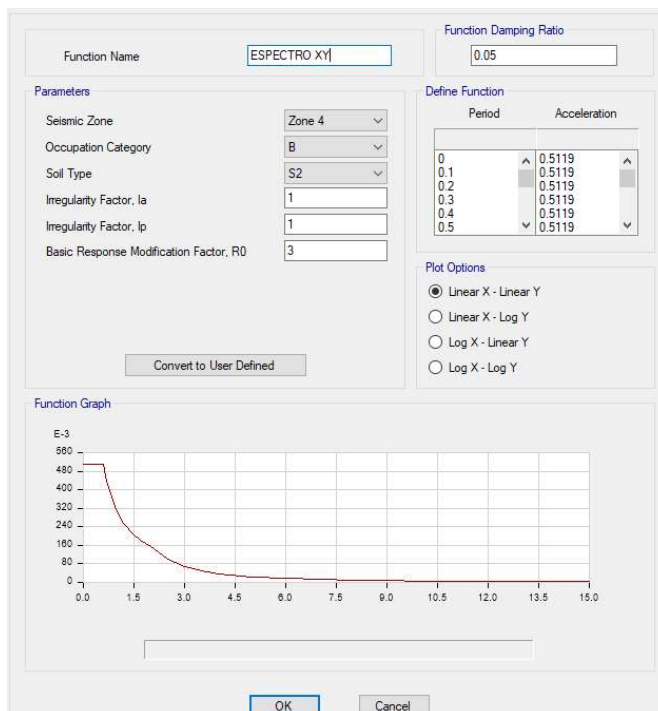 Function Name
ESPECTRO XY
Function Damping Ratio
0.05
Parameters
Seismic Zone
Zone 4
Occupation Category
B
Soil Type
S2
Irregularity Factor, Ia
1
Irregularity Factor, Ip
1
Basic Response Modification Factor, R0
3
Convert to User Defined
Define Function
Period Acceleration
0 0.5119
0.1 0.5119
0.2 0.5119
0.3 0.5119
0.4 0.5119
0.5 0.5119
Plot Options
Linear X - Linear Y
Linear X - Log Y
Log X - Linear Y
Log X - Log Y
Function Graph
E-3
560
480
400
320
240
160
80
0
0.0 1.5 3.0 4.5 6.0 7.5 9.0 10.5 12.0 13.5 15.0
OK Cancel